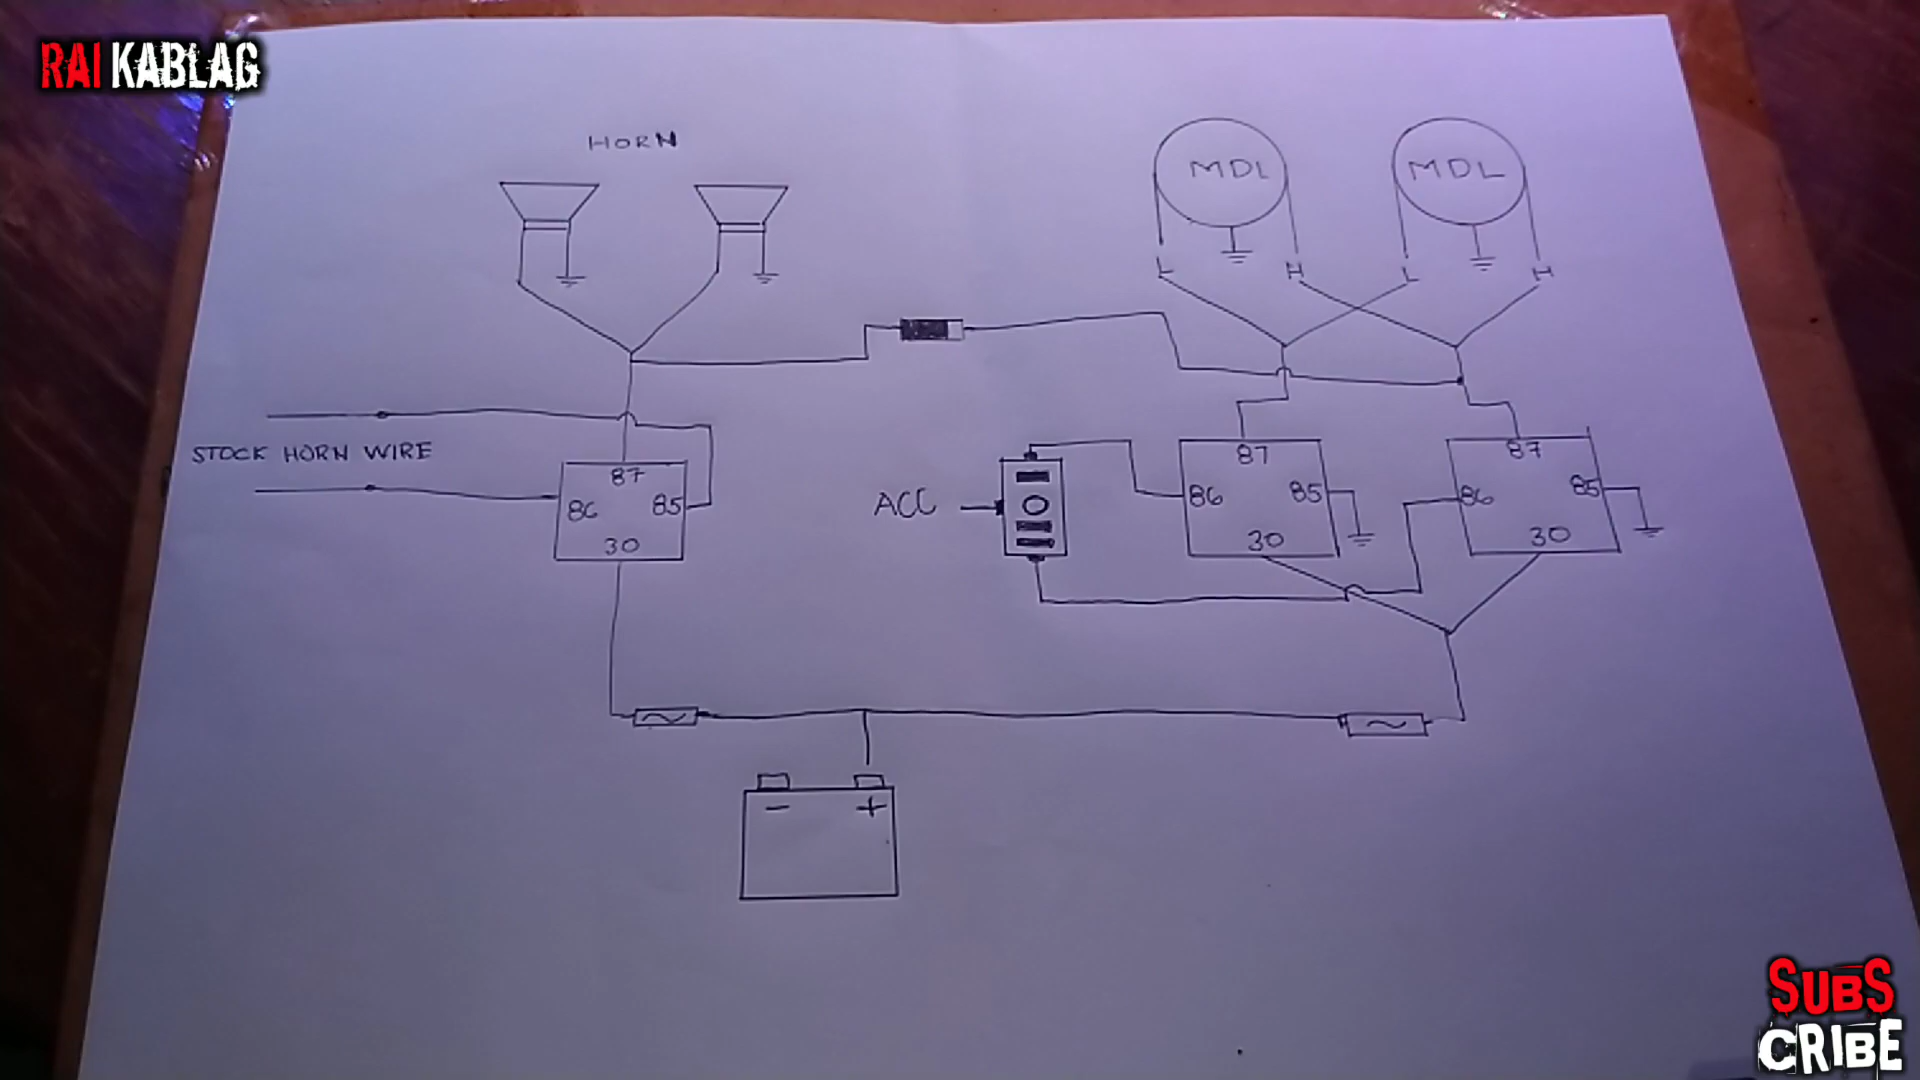 RAI KABLAG
HORN
MDL
MDL
L
H
L
H
STOCK HORN WIRE
87
86
85
30
ACC
87
86
85
30
87
86
85
30
-
+
SUBS
CRIBE